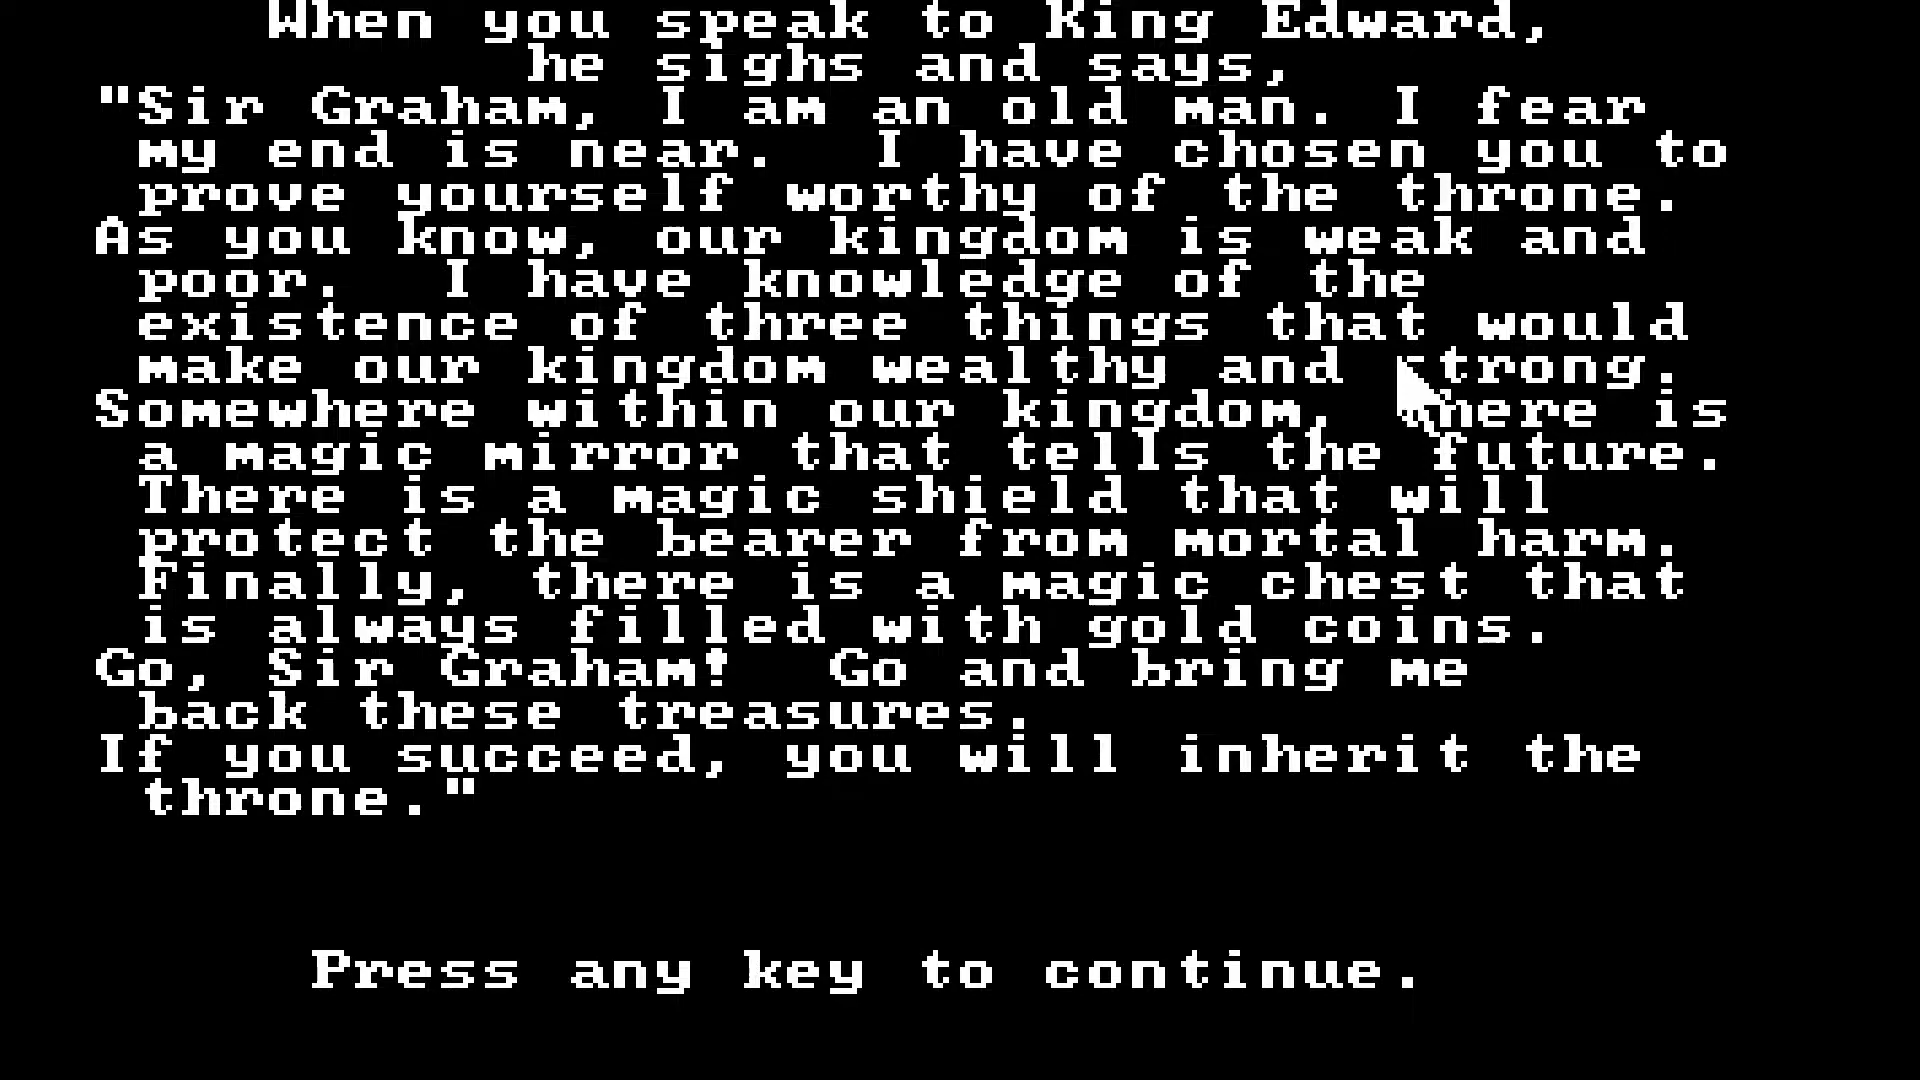 When you speak to King Edward,
he sighs and says,
"Sir Graham, I am an old man. I fear
my end is near.  I have chosen you to
prove yourself worthy of the throne.
As you know, our kingdom is weak and
poor.  I have knowledge of the
existence of three things that would
make our kingdom wealthy and strong.
Somewhere within our kingdom, there is
a magic mirror that tells the future.
There is a magic shield that will
protect the bearer from mortal harm.
Finally, there is a magic chest that
is always filled with gold coins.
Go, Sir Graham!  Go and bring me
back these treasures.
If you succeed, you will inherit the
throne."
Press any key to continue.